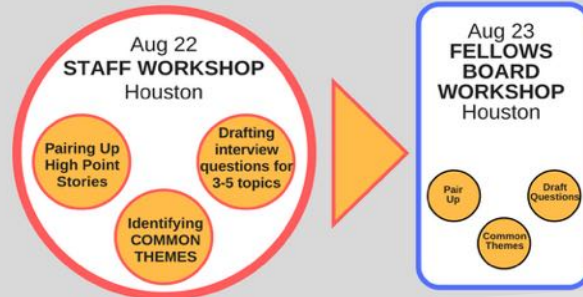 Aug 22
STAFF WORKSHOP
Houston
Pairing Up
High Point
Stories
Drafting
interview
questions for
3-5 topics
Identifying
COMMON
THEMES
Aug 23
FELLOWS
BOARD
WORKSHOP
Houston
Pair
Up
Draft
Questions
Common
Themes